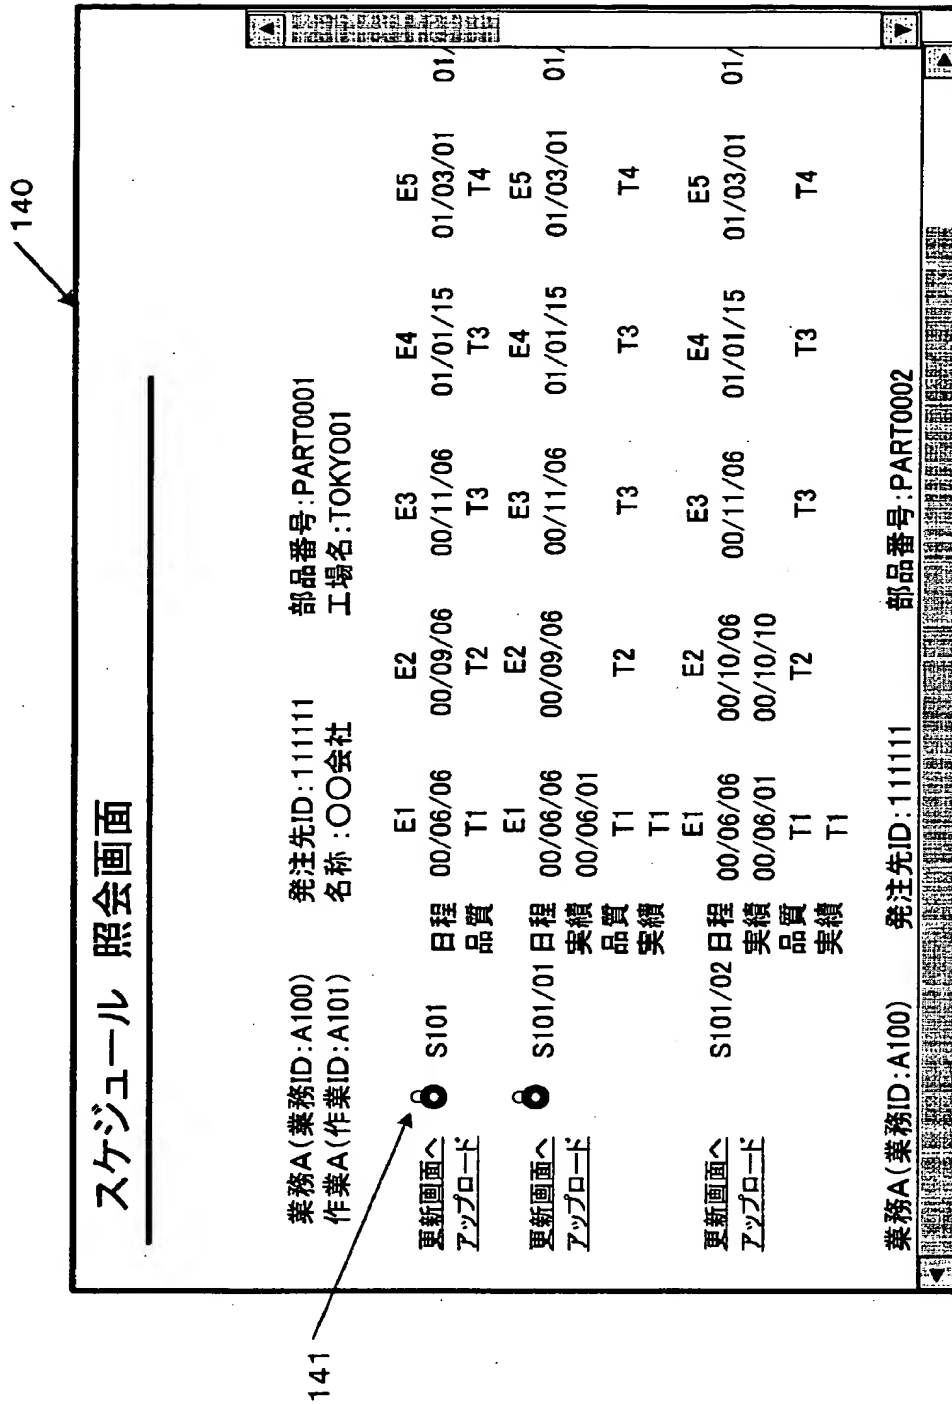 140
スケジュール 照会画面
業務A(業務ID:A100) 発注先ID:111111 部品番号:PART0001
作業A(作業ID:A101) 名称:〇〇会社 工場名:TOKYO01
E1 E2 E3 E4 E5
更新画面へ S101 日程 00/06/06 00/09/06 00/11/06 01/01/15 01/03/01 01/
アップロード 品質 T1 T2 T3 T3 T4
E1 E2 E3 E4 E5
更新画面へ S101/01 日程 00/06/06 00/09/06 00/11/06 01/01/15 01/03/01 01/
アップロード 実績 00/06/01
品質 T1 T2 T3 T3 T4
実績 T1
E1 E2 E3 E4 E5
更新画面へ S101/02 日程 00/06/06 00/10/06 00/11/06 01/01/15 01/03/01 01/
アップロード 実績 00/06/01 00/10/10
品質 T1 T2 T3 T3 T4
実績 T1
業務A(業務ID:A100) 発注先ID:111111 部品番号:PART0002
141